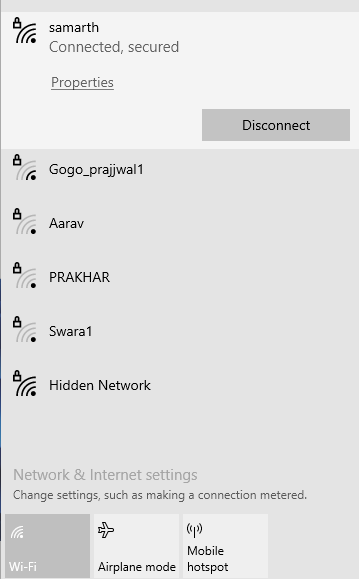 samarth
Connected, secured
Properties
Disconnect
Gogo_prajjwal1
Aarav
PRAKHAR
Swara1
Hidden Network
Network & Internet settings
Change settings, such as making a connection metered.
Wi-Fi
Airplane mode
Mobile
hotspot